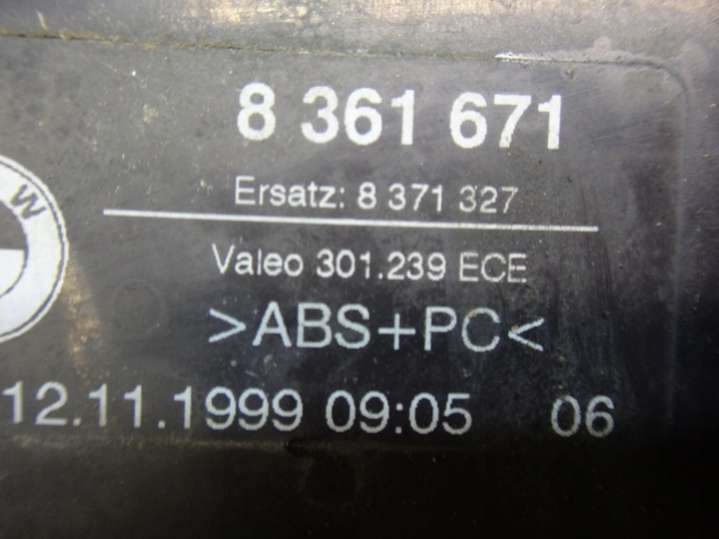 8 361 671
Ersatz: 8 371 327
W
Valeo 301.239 ECE
>ABS+PC<
12.11.1999 09:05 06